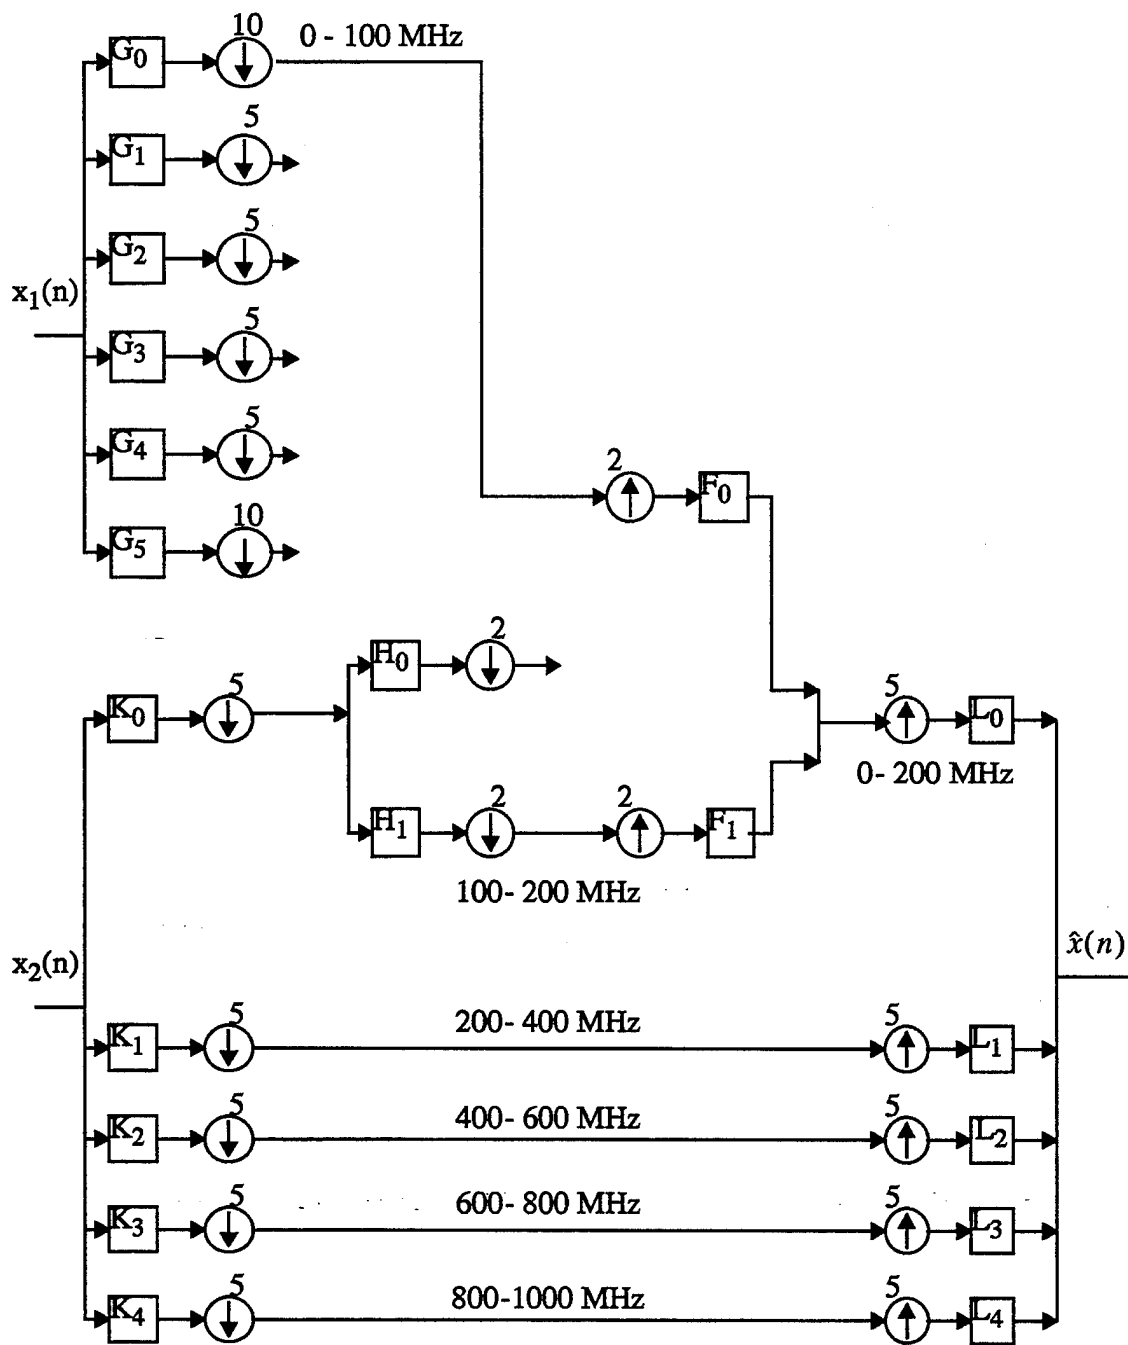 10
0 - 100 MHz
G0
5
G1
5
G2
x1(n)
5
G3
5
G4
10
G5
2
F0
2
H0
5
K0
5
L0
0- 200 MHz
2
2
H1
F1
100- 200 MHz
x2(n)
x̂(n)
5
200- 400 MHz
5
K1
L1
5
400- 600 MHz
5
K2
L2
5
600- 800 MHz
5
K3
L3
5
800-1000 MHz
5
K4
L4